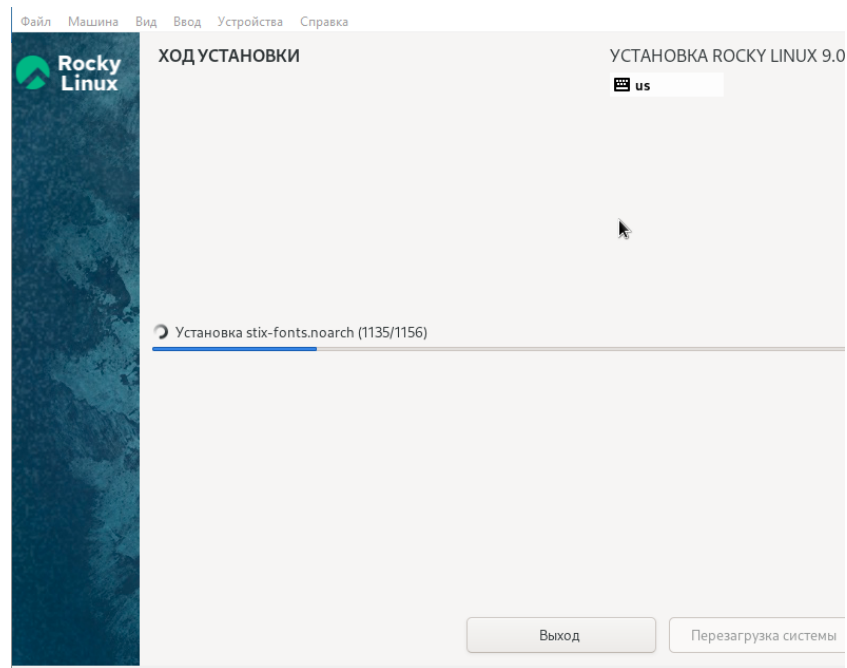 Файл Машина Вид Ввод Устройства Справка
Rocky
Linux
ХОД УСТАНОВКИ
УСТАНОВКА ROCKY LINUX 9.0
us
Установка stix-fonts.noarch (1135/1156)
Выход
Перезагрузка системы